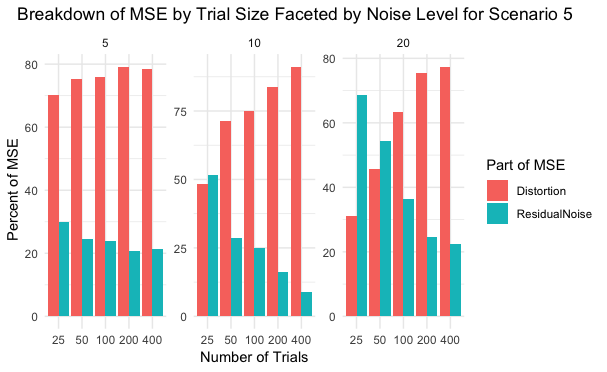 Breakdown of MSE by Trial Size Faceted by Noise Level for Scenario 5
5
10
20
Percent of MSE
80
60
40
20
0
75
50
25
0
80
60
40
20
0
25 50 100 200 400
25 50 100 200 400
25 50 100 200 400
Number of Trials
Part of MSE
Distortion
ResidualNoise